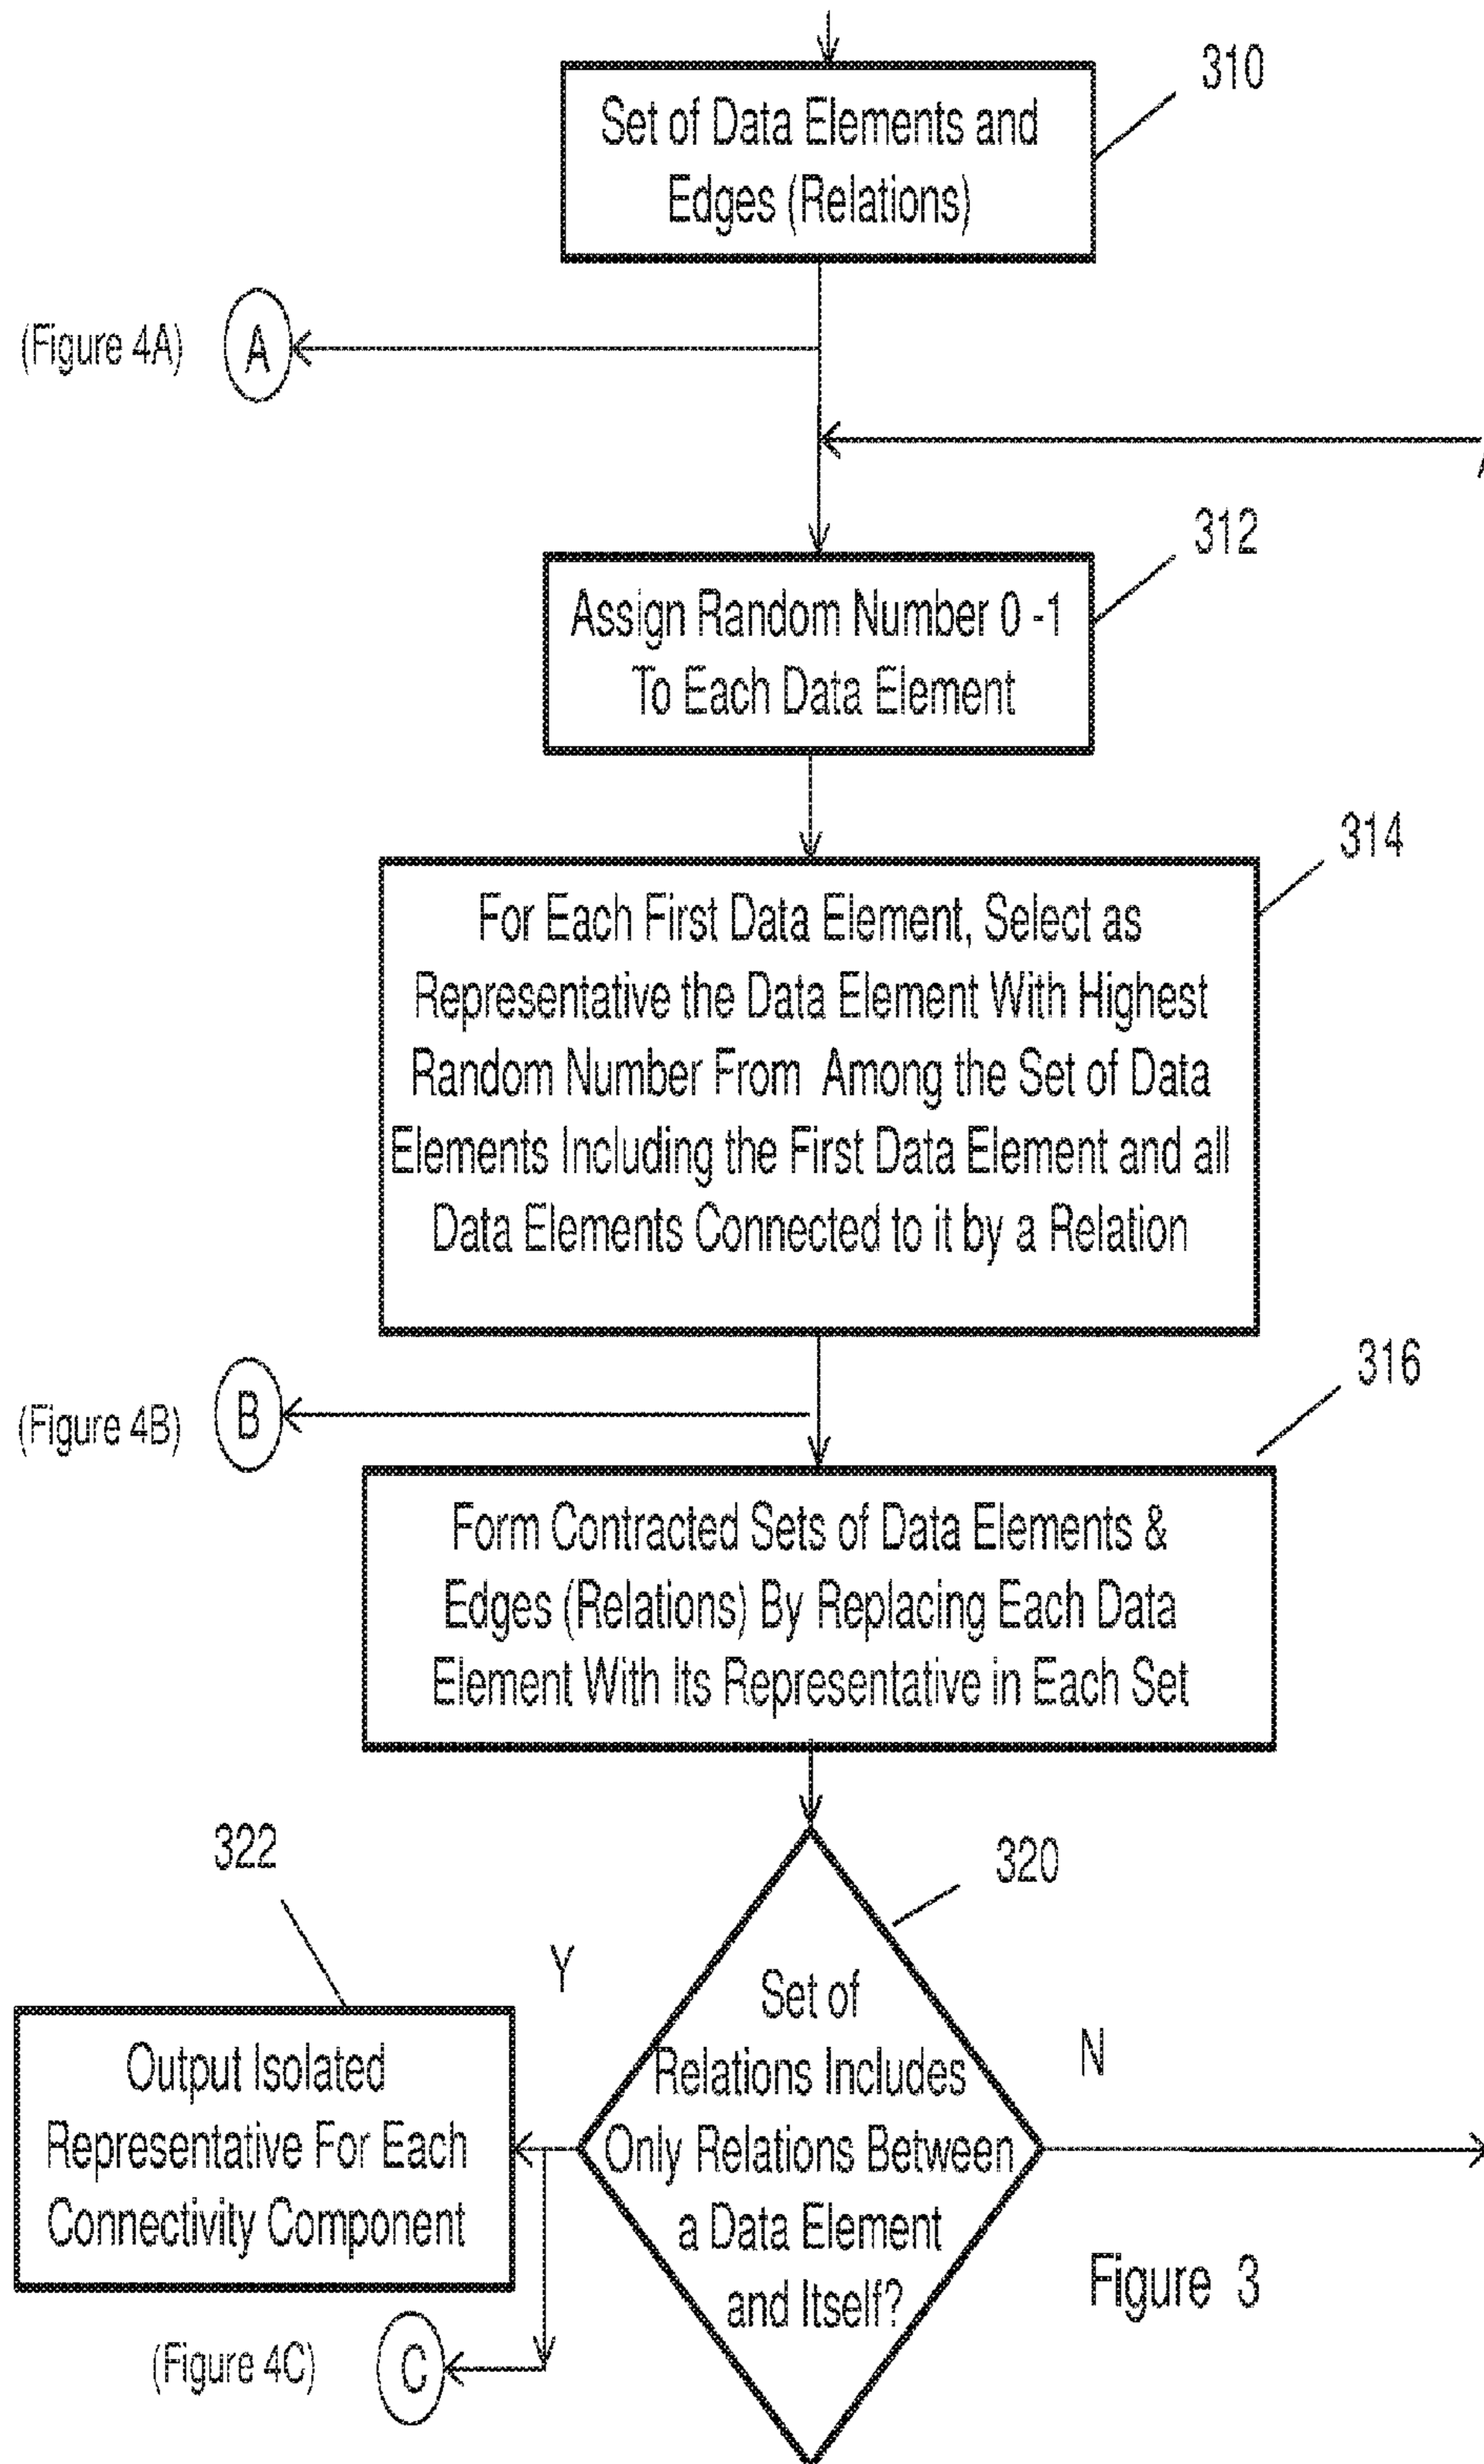 310
Set of Data Elements and
Edges (Relations)
(Figure 4A)
A
312
Assign Random Number 0 -1
To Each Data Element
314
For Each First Data Element, Select as
Representative the Data Element With Highest
Random Number From Among the Set of Data
Elements Including the First Data Element and all
Data Elements Connected to it by a Relation
316
(Figure 4B)
B
Form Contracted Sets of Data Elements &
Edges (Relations) By Replacing Each Data
Element With Its Representative in Each Set
322
320
Y
N
Set of
Relations Includes
Only Relations Between
a Data Element
and Itself?
Output Isolated
Representative For Each
Connectivity Component
Figure 3
(Figure 4C)
C